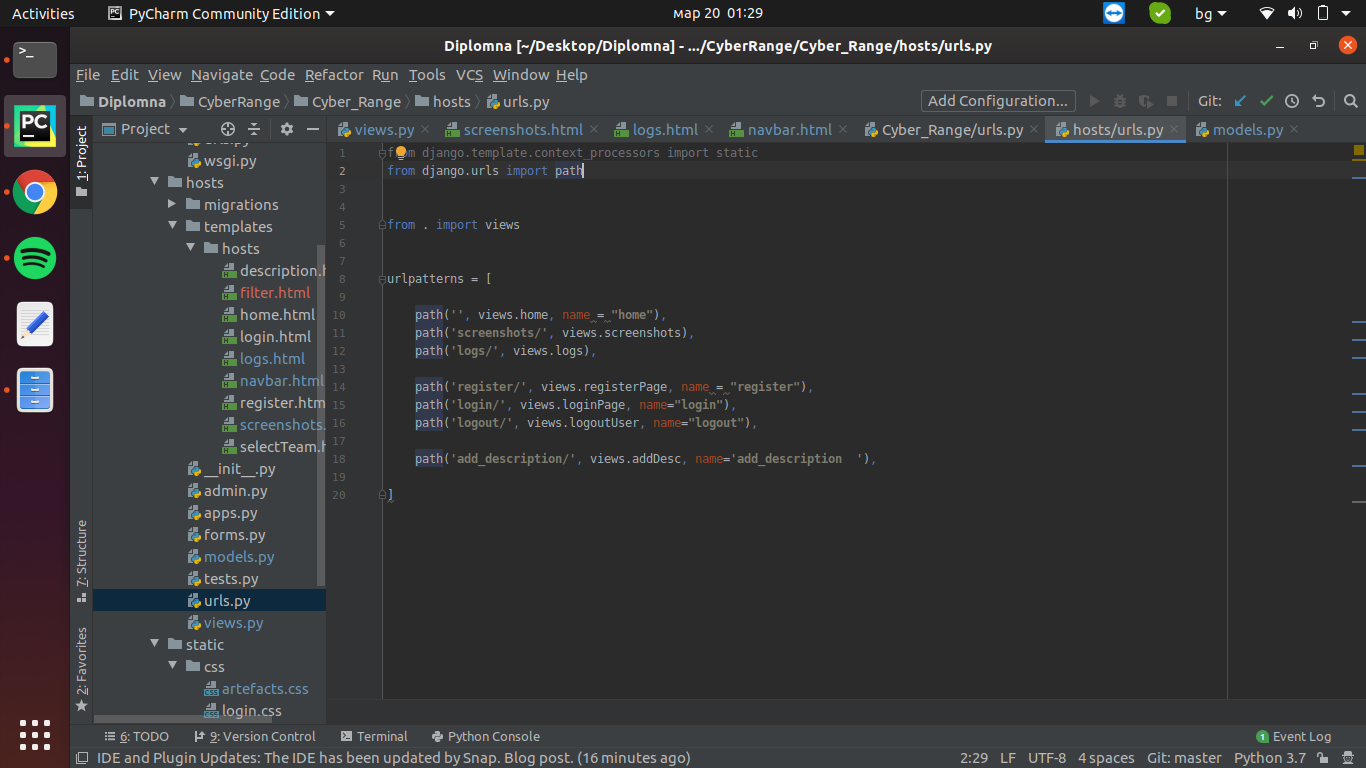 Activities PyCharm Community Edition мар 20 01:29 bg
Diplomna [~/Desktop/Diplomna] - .../CyberRange/Cyber_Range/hosts/urls.py
File Edit View Navigate Code Refactor Run Tools VCS Window Help
Diplomna CyberRange Cyber_Range hosts urls.py Add Configuration... Git:
Project
views.py screenshots.html logs.html navbar.html Cyber_Range/urls.py hosts/urls.py models.py
1: Project
7: Structure
2: Favorites
wsgi.py
hosts
migrations
templates
hosts
description.h
filter.html
home.html
login.html
logs.html
navbar.html
register.htm
screenshots.
selectTeam.h
__init__.py
admin.py
apps.py
forms.py
models.py
tests.py
urls.py
views.py
static
css
artefacts.css
login.css
1 from django.template.context_processors import static
2 from django.urls import path
3
4
5 from . import views
6
7
8 urlpatterns = [
9
10 path('', views.home, name = "home"),
11 path('screenshots/', views.screenshots),
12 path('logs/', views.logs),
13
14 path('register/', views.registerPage, name = "register"),
15 path('login/', views.loginPage, name="login"),
16 path('logout/', views.logoutUser, name="logout"),
17
18 path('add_description/', views.addDesc, name='add_description  '),
19
20 ]
6: TODO 9: Version Control Terminal Python Console 1 Event Log
IDE and Plugin Updates: The IDE has been updated by Snap. Blog post. (16 minutes ago) 2:29 LF UTF-8 4 spaces Git: master Python 3.7